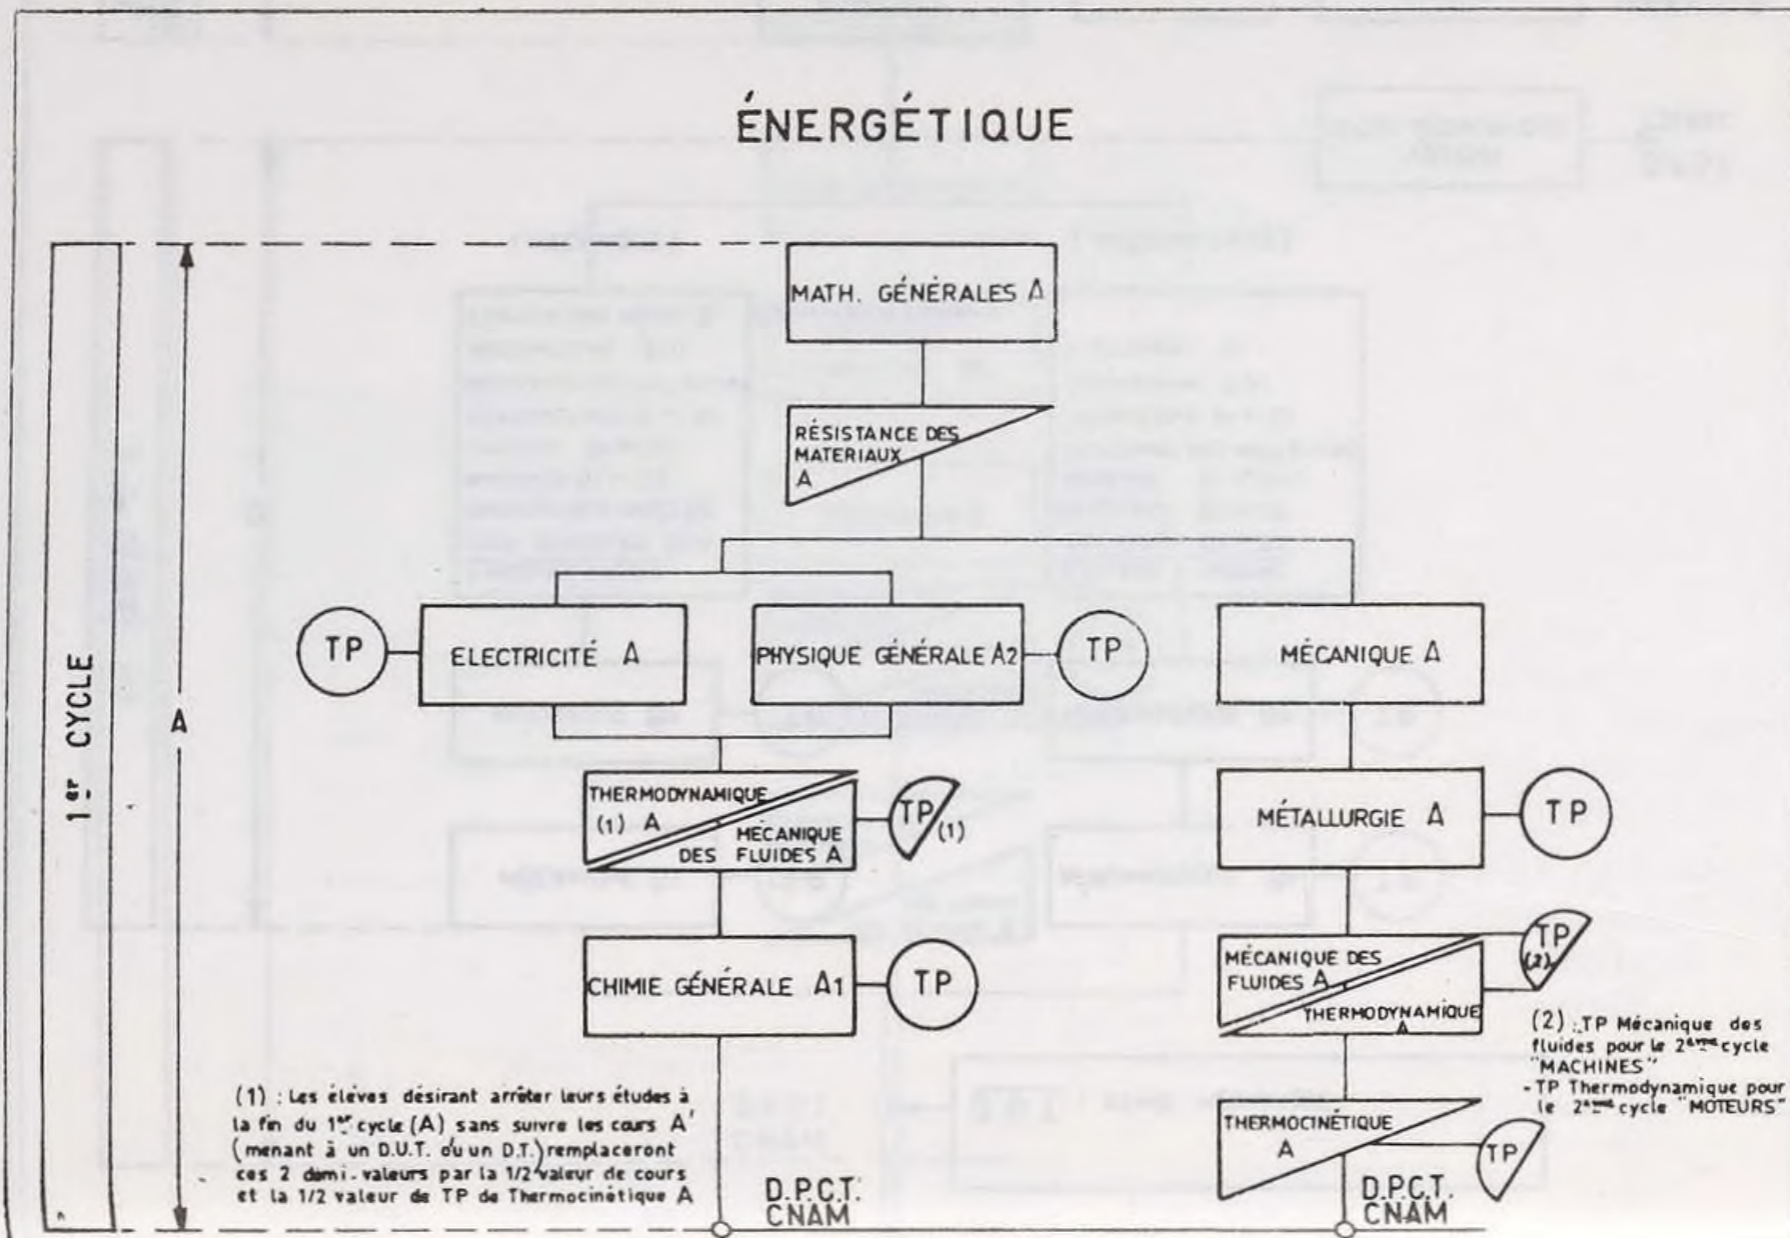 ÉNERGÉTIQUE
1er CYCLE
A
MATH. GÉNÉRALES A
RÉSISTANCE DES
MATERIAUX
A
TP
ELECTRICITÉ A
PHYSIQUE GÉNÉRALE A2
TP
MÉCANIQUE A
THERMODYNAMIQUE
(1) A
MÉCANIQUE
DES FLUIDES A
TP
(1)
MÉTALLURGIE A
TP
CHIMIE GÉNÉRALE A1
TP
MÉCANIQUE DES
FLUIDES A
THERMODYNAMIQUE
A
TP
(2)
(2) : TP Mécanique des
fluides pour le 2ème cycle
"MACHINES"
- TP Thermodynamique pour
le 2ème cycle "MOTEURS"
THERMOCINÉTIQUE
A
TP
(1) : Les élèves désirant arrêter leurs études à
la fin du 1er cycle (A) sans suivre les cours A'
(menant à un D.U.T. ou un D.T.) remplaceront
ces 2 demi-valeurs par la 1/2 valeur de cours
et la 1/2 valeur de TP de Thermocinétique A
D.P.C.T.
CNAM
D.P.C.T.
CNAM